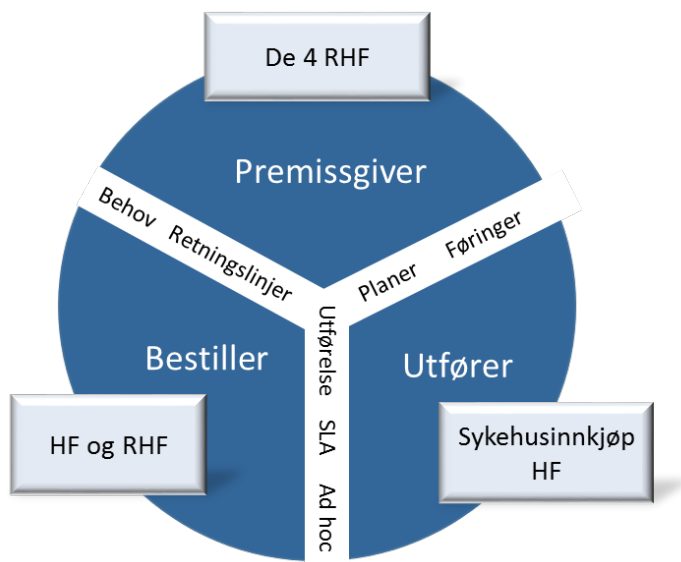 De 4 RHF
Premissgiver
Behov Retningslinjer
Planer Føringer
Utførelse SLA Ad hoc
Bestiller
Utfører
HF og RHF
Sykehusinnkjøp
HF